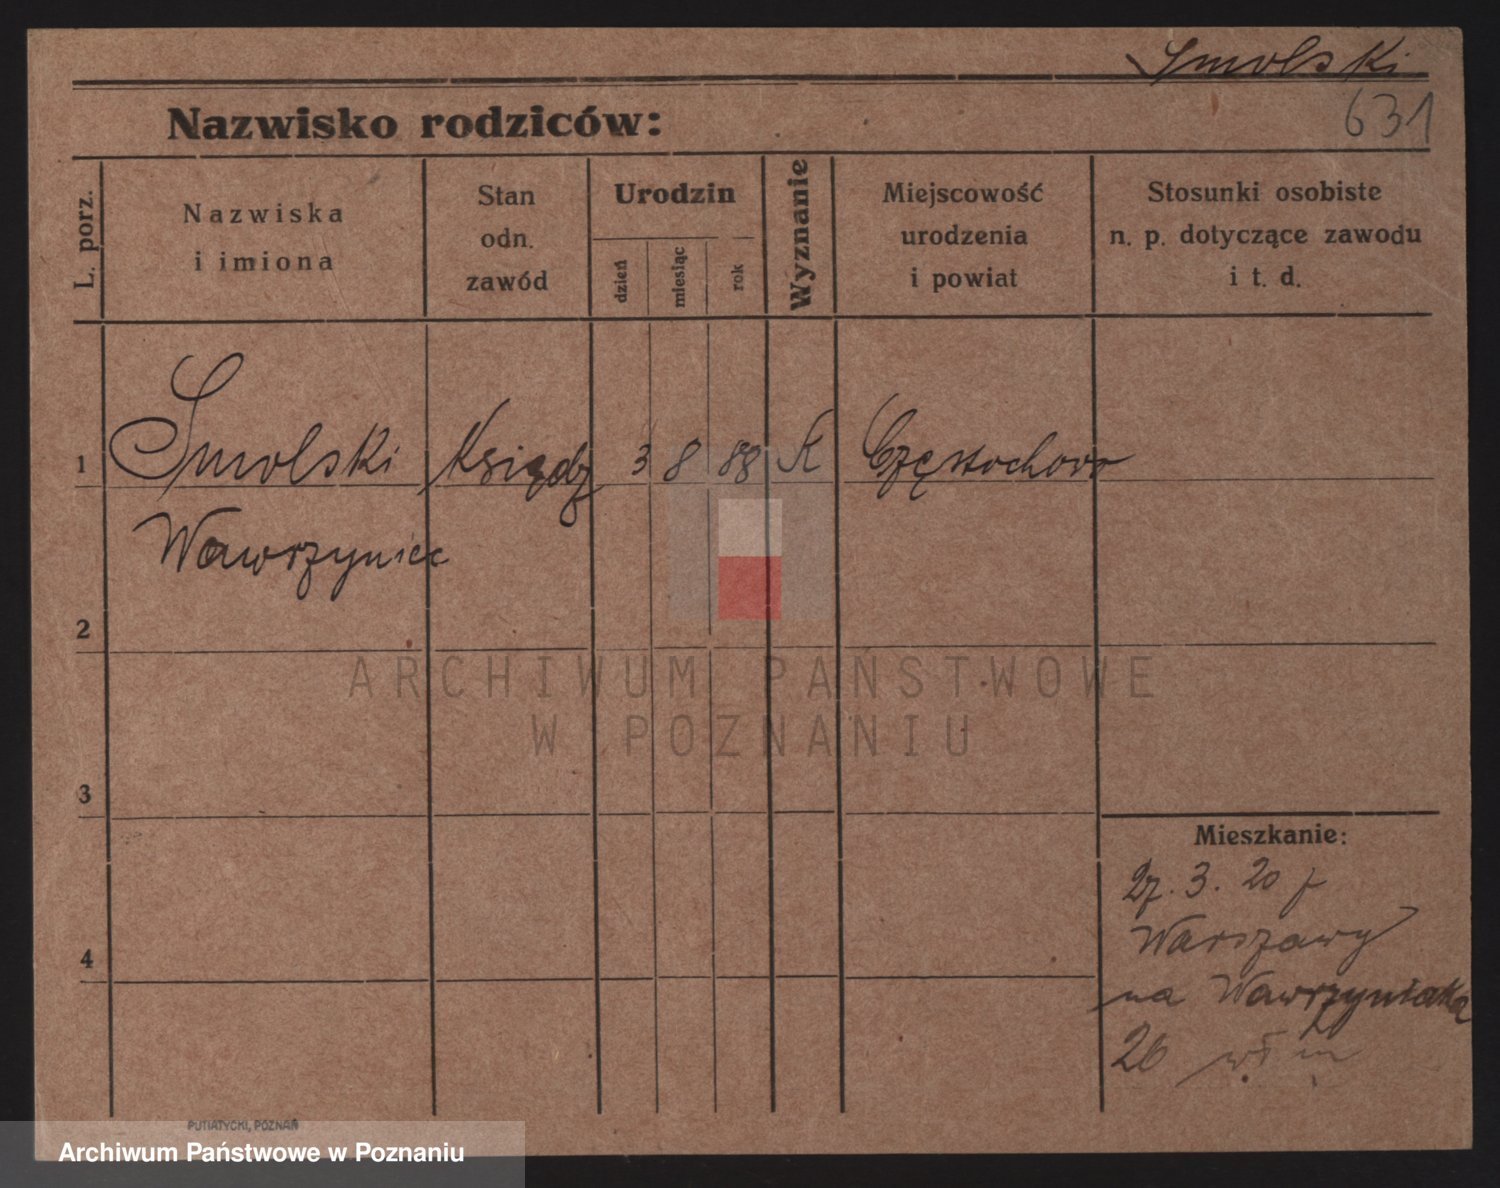 Smolski
631
Nazwisko rodziców:
L. porz.
Nazwiska
i imiona
Stan
odn.
zawód
Urodzin
dzień
miesiąc
rok
Wyznanie
Miejscowość
urodzenia
i powiat
Stosunki osobiste
n. p. dotyczące zawodu
i t. d.
1 Smolski Ksiądz 3 8 88 K Częstochowa
Wawrzyniec
2
ARCHIWUM PAŃSTWOWE
W POZNANIU
3
Mieszkanie:
27. 3. 20
Warszawy
4
na Wawrzyniaka
26
PUTIATYCKI, POZNAŃ
Archiwum Państwowe w Poznaniu